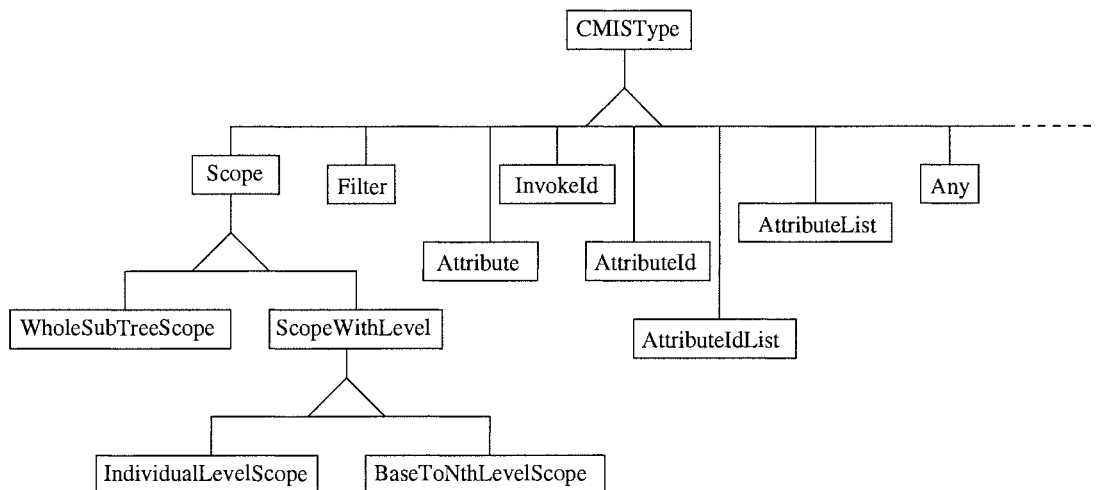 CMISType
Scope
Filter
InvokeId
Any
AttributeList
Attribute
AttributeId
WholeSubTreeScope
ScopeWithLevel
AttributeIdList
IndividualLevelScope
BaseToNthLevelScope